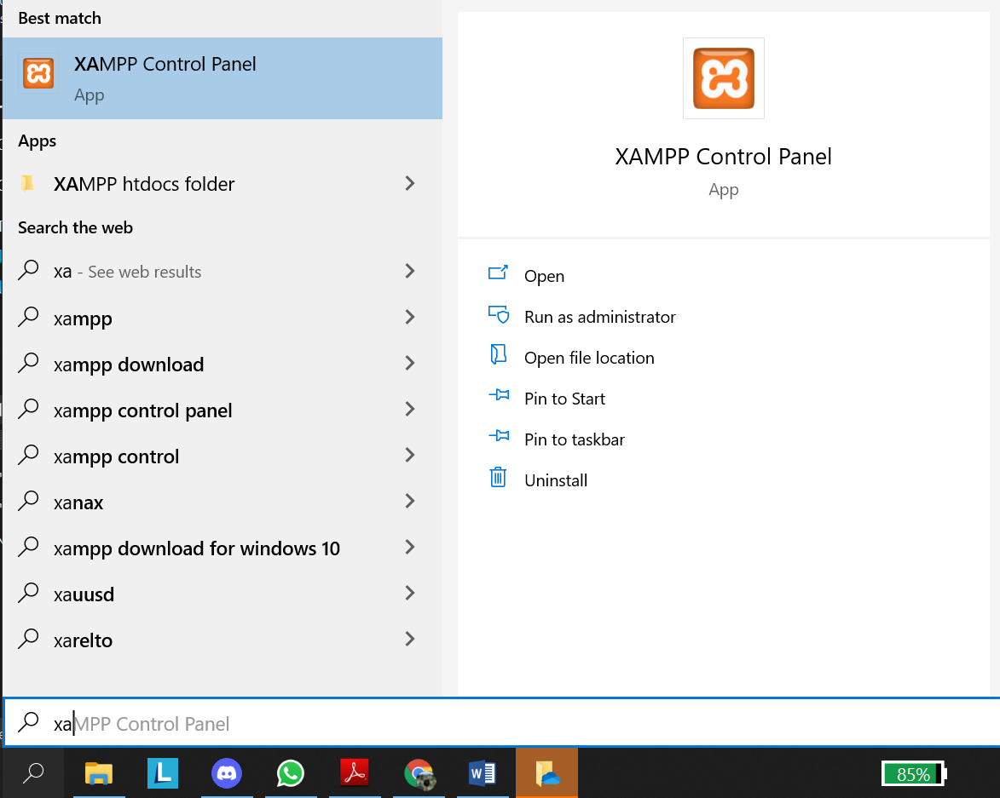 Best match
XAMPP Control Panel
App
Apps
XAMPP htdocs folder
Search the web
xa - See web results
xampp
xampp download
xampp control panel
xampp control
xanax
xampp download for windows 10
xauusd
xarelto
xaMPP Control Panel
XAMPP Control Panel
App
Open
Run as administrator
Open file location
Pin to Start
Pin to taskbar
Uninstall
L
W
85%